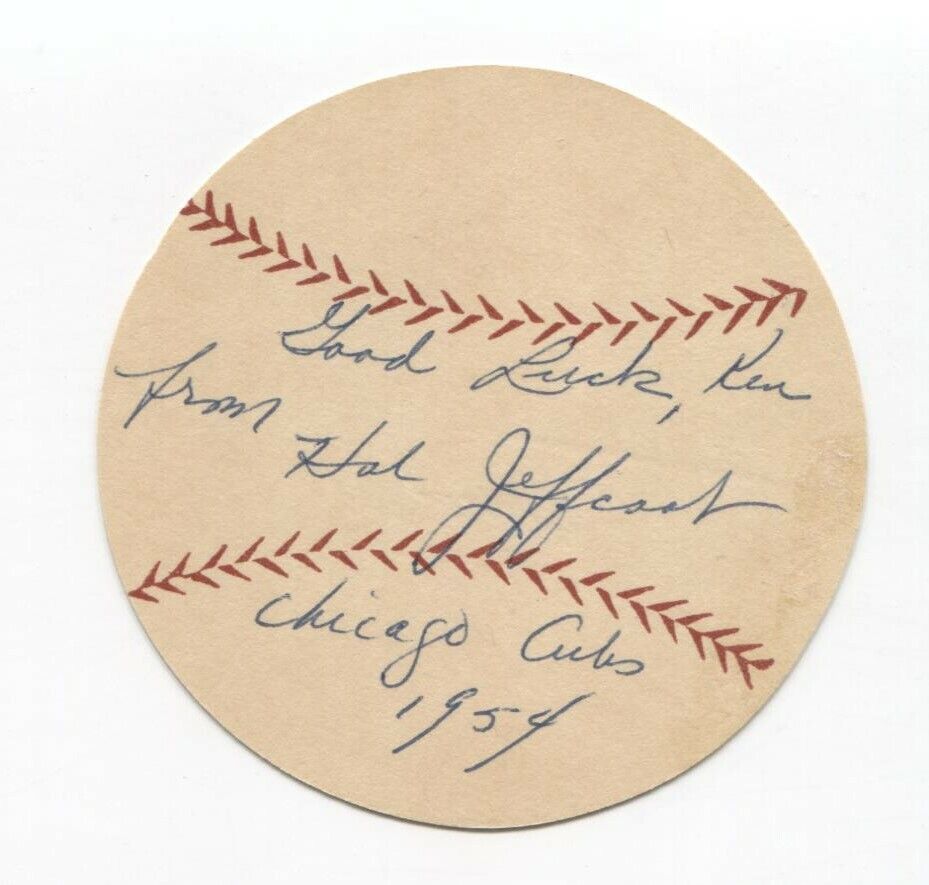 Good Luck, Ken
from
Hal Jeffcoat
Chicago Cubs
1954